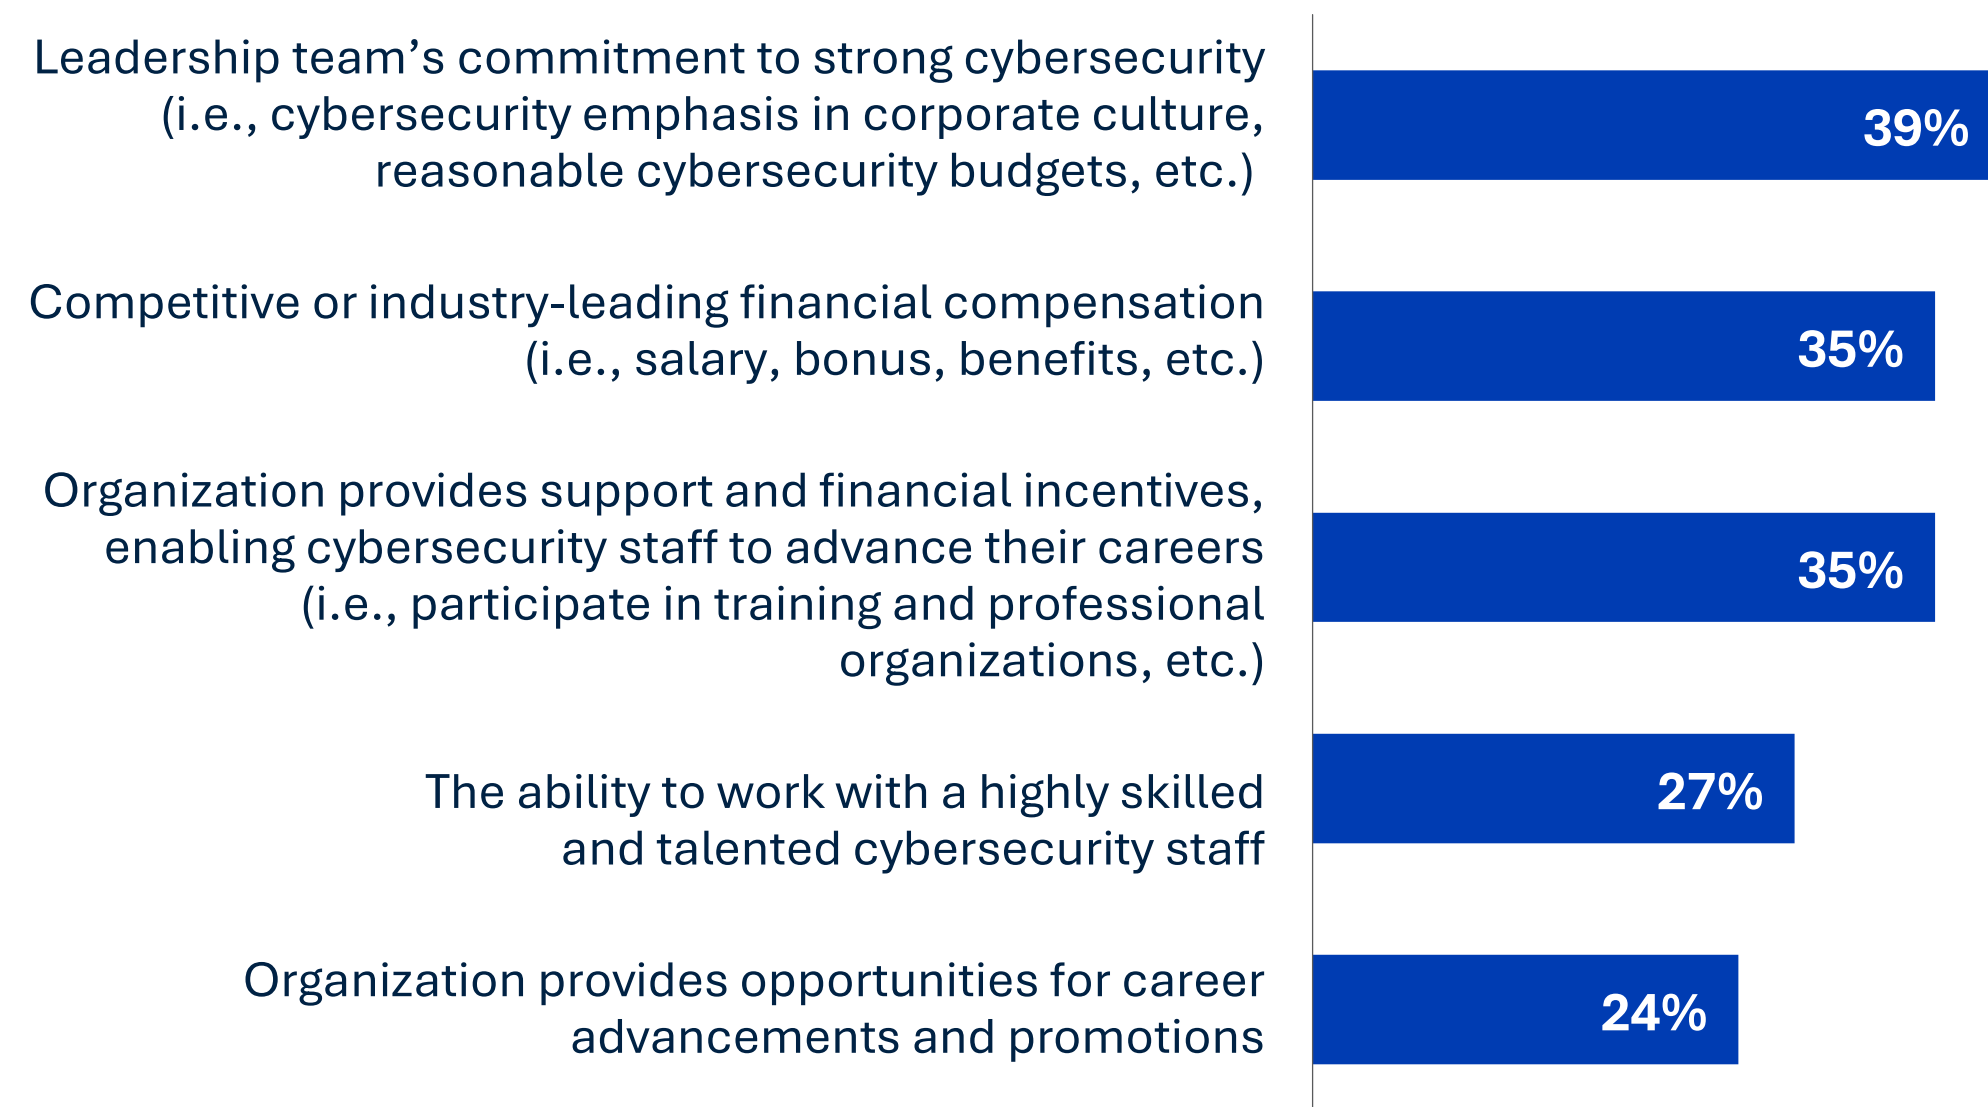 Leadership team’s commitment to strong cybersecurity
(i.e., cybersecurity emphasis in corporate culture,
reasonable cybersecurity budgets, etc.)
39%
Competitive or industry-leading financial compensation
(i.e., salary, bonus, benefits, etc.)
35%
Organization provides support and financial incentives,
enabling cybersecurity staff to advance their careers
(i.e., participate in training and professional
organizations, etc.)
35%
The ability to work with a highly skilled
and talented cybersecurity staff
27%
Organization provides opportunities for career
advancements and promotions
24%